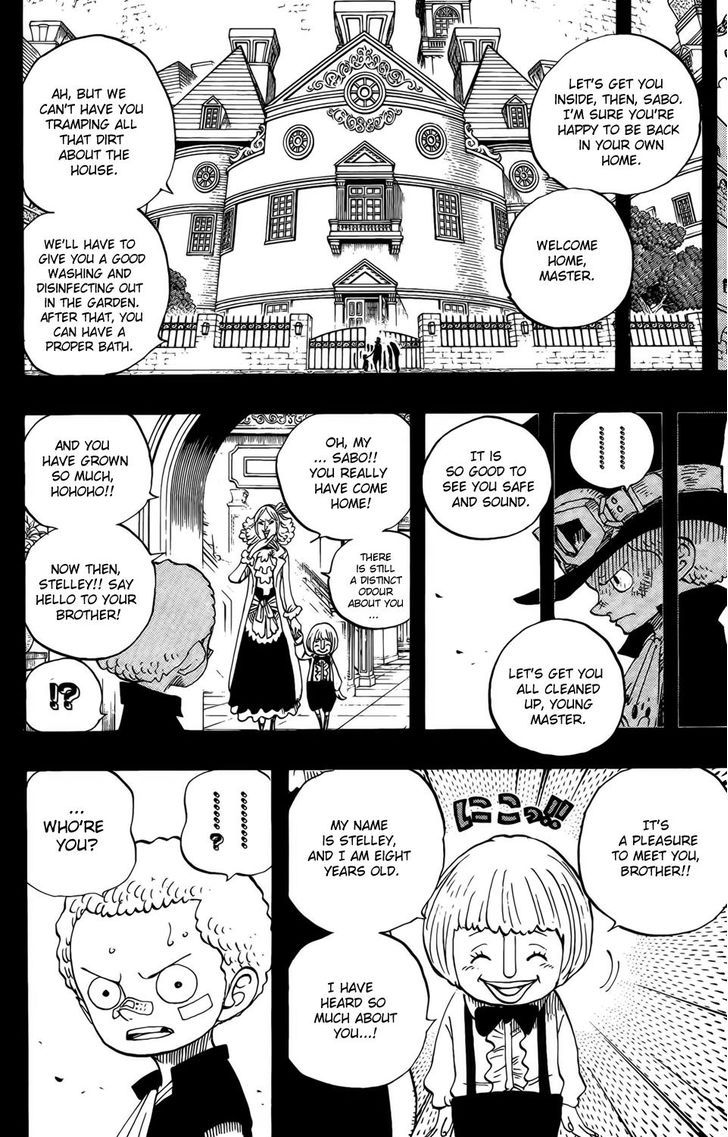 LET'S GET YOU
INSIDE, THEN, SABO.
I'M SURE YOU'RE
HAPPY TO BE BACK
IN YOUR OWN
HOME.
WELCOME
HOME,
MASTER.
AH, BUT WE
CAN'T HAVE YOU
TRAMPING ALL
THAT DIRT
ABOUT THE
HOUSE.
WE'LL HAVE TO
GIVE YOU A GOOD
WASHING AND
DISINFECTING OUT
IN THE GARDEN.
AFTER THAT, YOU
CAN HAVE A
PROPER BATH.
......!!
IT IS
SO GOOD TO
SEE YOU SAFE
AND SOUND.
LET'S GET YOU
ALL CLEANED
UP, YOUNG
MASTER.
OH, MY
... SABO!!
YOU REALLY
HAVE COME
HOME!
THERE
IS STILL
A DISTINCT
ODOUR
ABOUT YOU
...
AND YOU
HAVE GROWN
SO MUCH,
HOHOHO!!
NOW THEN,
STELLEY!! SAY
HELLO TO YOUR
BROTHER!
!?
IT'S
A PLEASURE
TO MEET YOU,
BROTHER!!
にこっ!!
MY NAME
IS STELLEY,
AND I AM EIGHT
YEARS OLD.
I HAVE
HEARD SO
MUCH ABOUT
YOU...!
......?
...
WHO'RE
YOU?